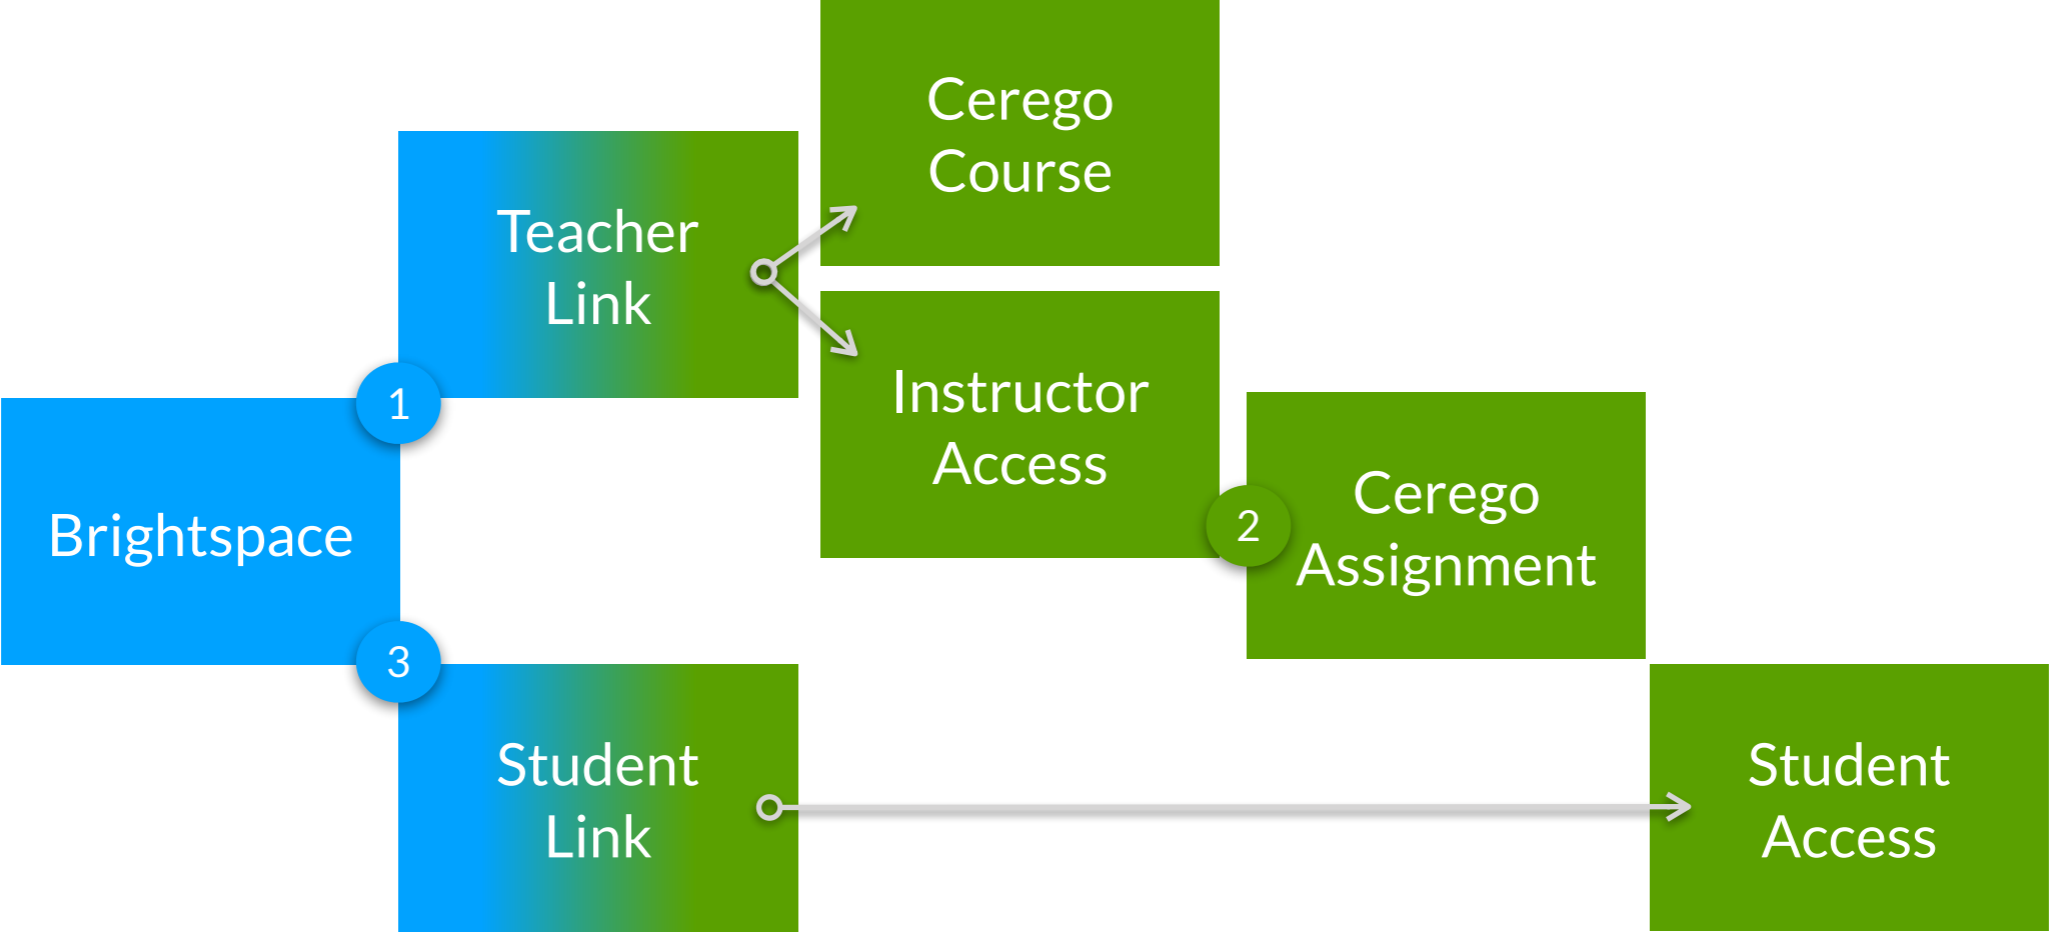 Cerego
Course
Teacher
Link
1
Instructor
Access
Brightspace
2
Cerego
Assignment
3
Student
Link
Student
Access